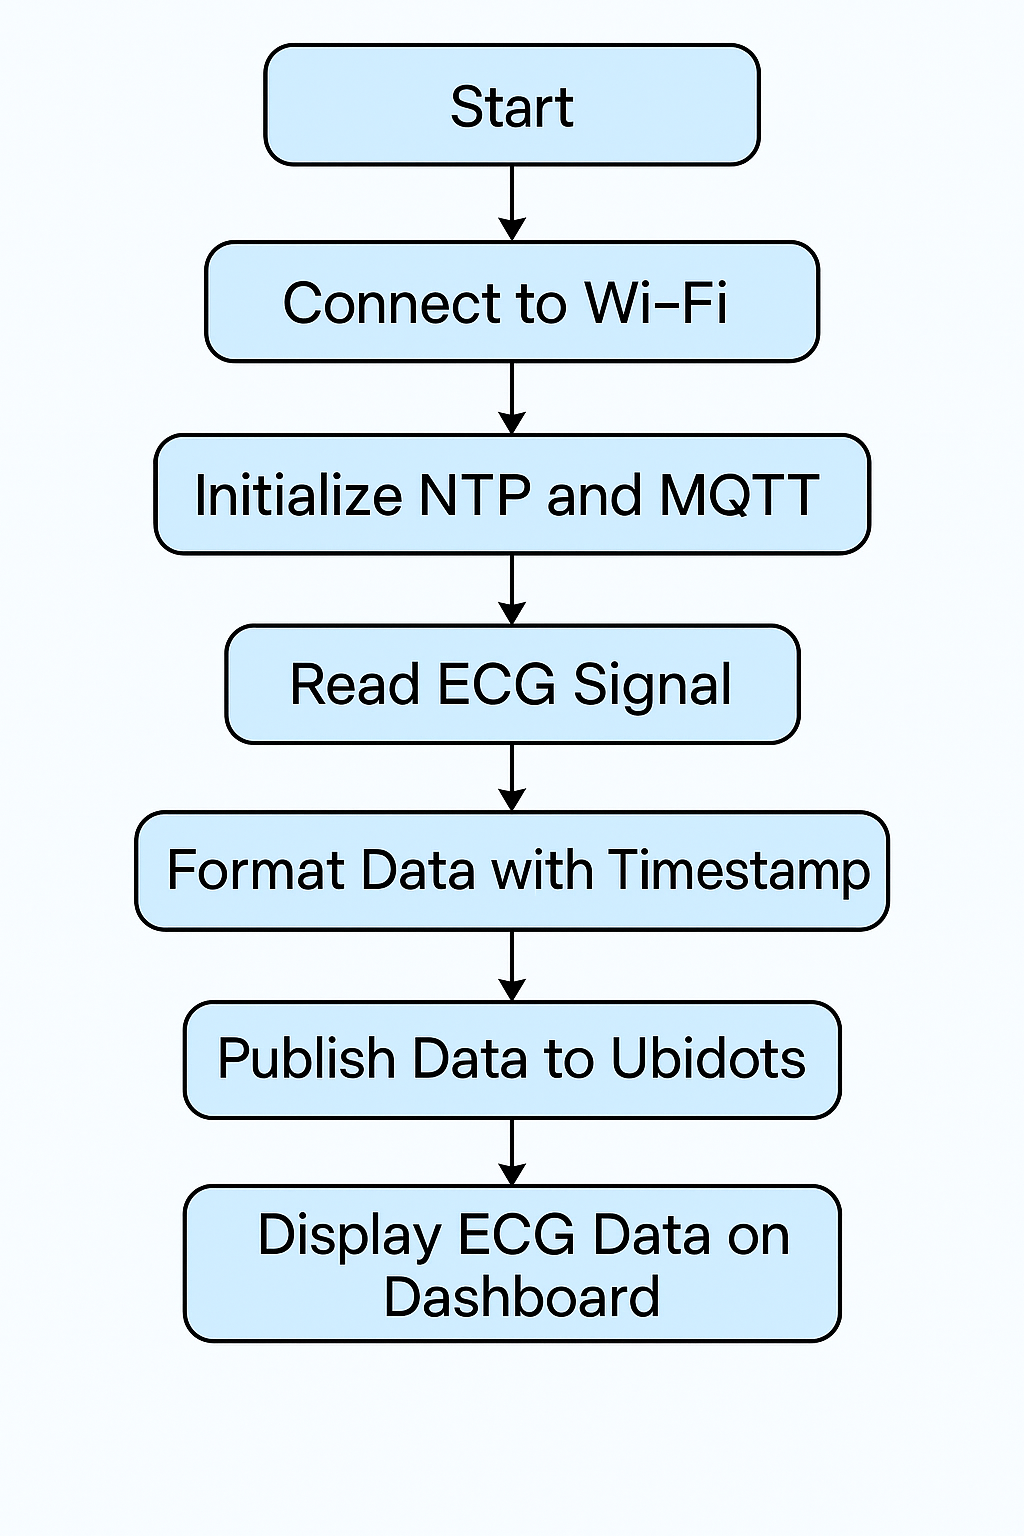 Start
Connect to Wi-Fi
Initialize NTP and MQTT
Read ECG Signal
Format Data with Timestamp
Publish Data to Ubidots
Display ECG Data on
Dashboard